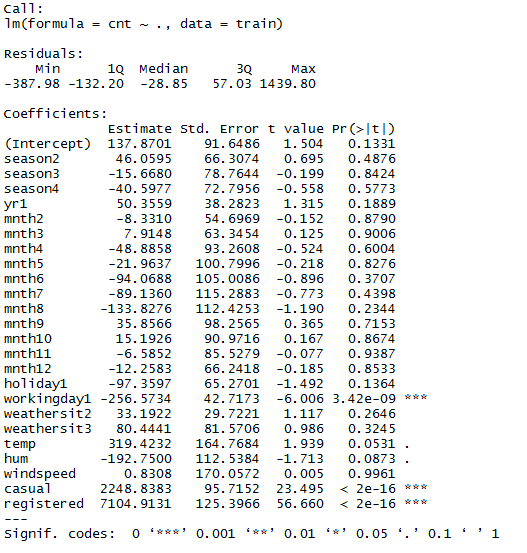 Call:
lm(formula = cnt ~ ., data = train)
Residuals:
Min 1Q Median 3Q Max
-387.98 -132.20 -28.85 57.03 1439.80
Coefficients:
Estimate Std. Error t value Pr(>|t|)
(Intercept) 137.8701 91.6486 1.504 0.1331
season2 46.0595 66.3074 0.695 0.4876
season3 -15.6680 78.7644 -0.199 0.8424
season4 -40.5977 72.7956 -0.558 0.5773
yr1 50.3559 38.2823 1.315 0.1889
mnth2 -8.3310 54.6969 -0.152 0.8790
mnth3 7.9148 63.3454 0.125 0.9006
mnth4 -48.8858 93.2608 -0.524 0.6004
mnth5 -21.9637 100.7996 -0.218 0.8276
mnth6 -94.0688 105.0086 -0.896 0.3707
mnth7 -89.1360 115.2883 -0.773 0.4398
mnth8 -133.8276 112.4253 -1.190 0.2344
mnth9 35.8566 98.2565 0.365 0.7153
mnth10 15.1926 90.9716 0.167 0.8674
mnth11 -6.5852 85.5279 -0.077 0.9387
mnth12 -12.2583 66.2418 -0.185 0.8533
holiday1 -97.3597 65.2701 -1.492 0.1364
workingday1 -256.5734 42.7173 -6.006 3.42e-09 ***
weathersit2 33.1922 29.7221 1.117 0.2646
weathersit3 80.4441 81.5706 0.986 0.3245
temp 319.4232 164.7684 1.939 0.0531 .
hum -192.7500 112.5384 -1.713 0.0873 .
windspeed 0.8308 170.0572 0.005 0.9961
casual 2248.8383 95.7152 23.495 < 2e-16 ***
registered 7104.9131 125.3966 56.660 < 2e-16 ***
---
Signif. codes: 0 ‘***’ 0.001 ‘**’ 0.01 ‘*’ 0.05 ‘.’ 0.1 ‘ ’ 1